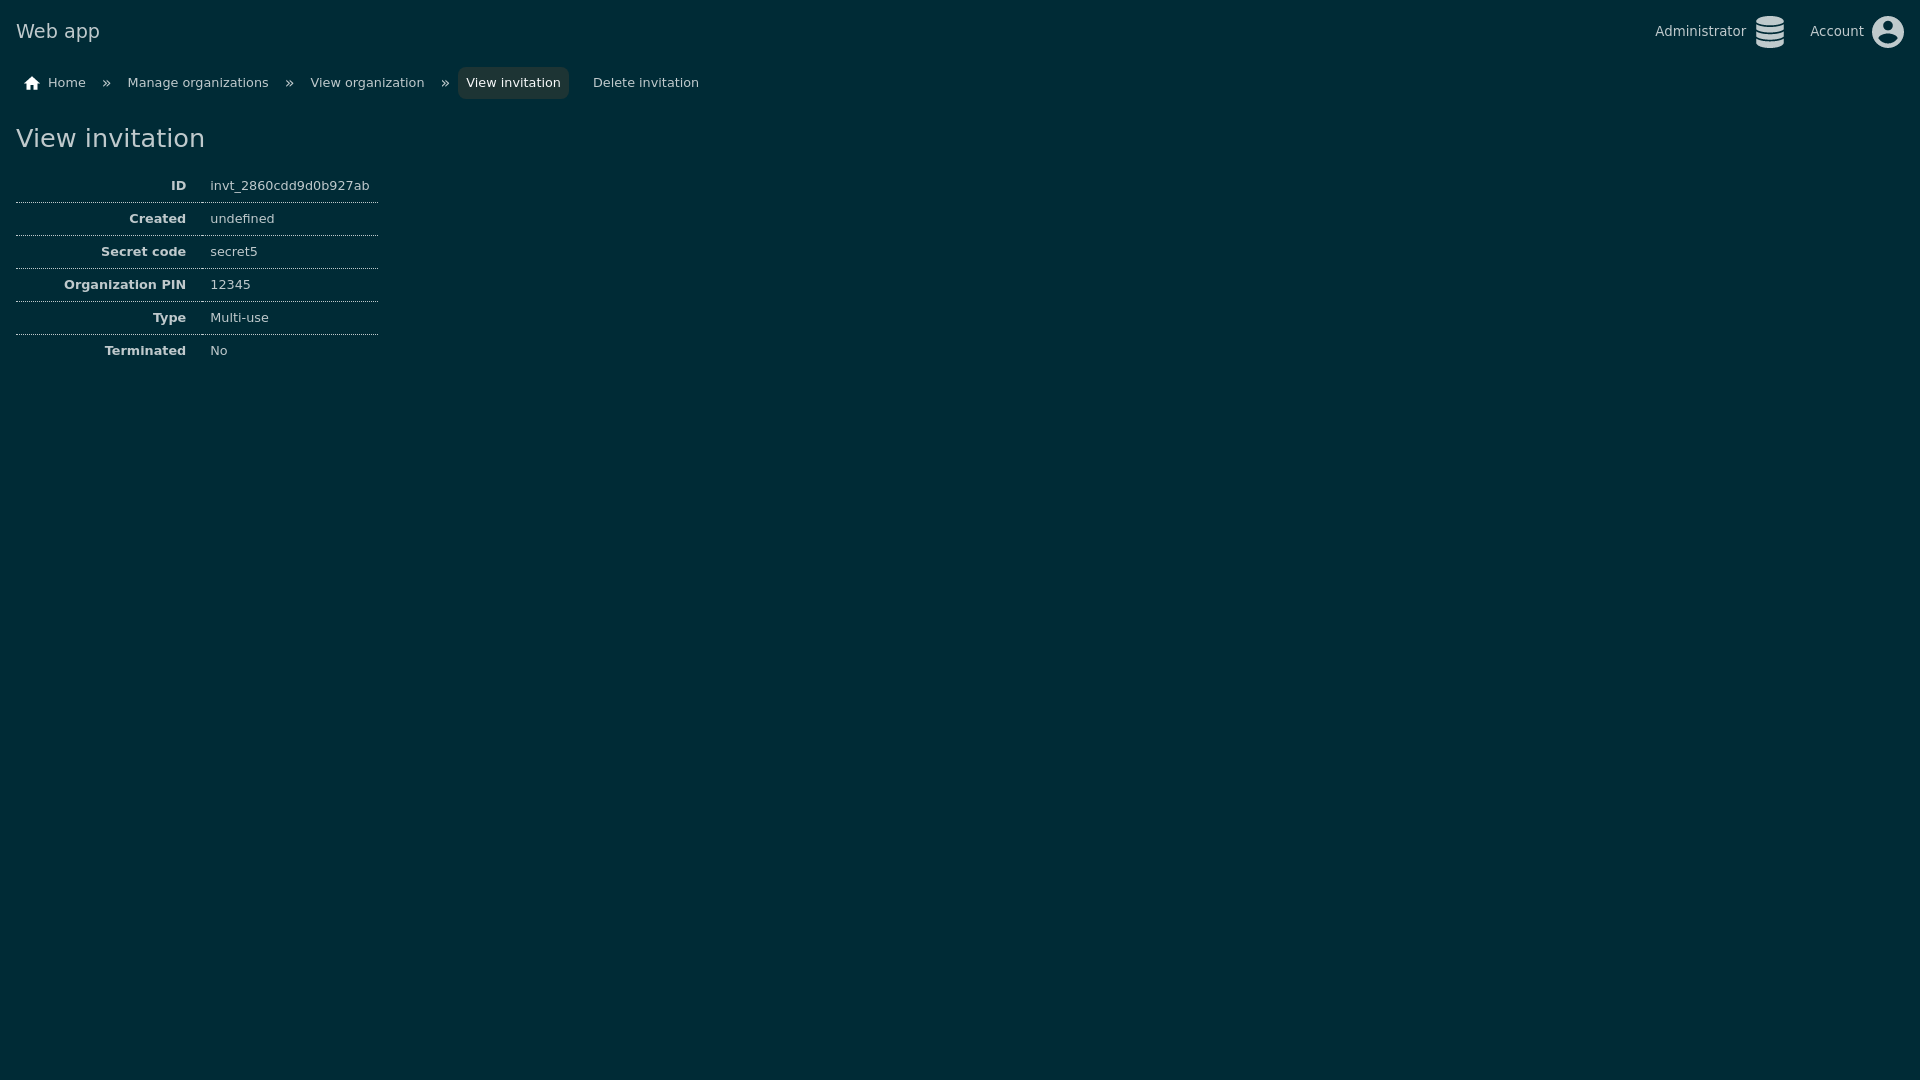 Web app
Administrator
Account
Home » Manage organizations » View organization » View invitation Delete invitation
View invitation
ID invt_2860cdd9d0b927ab
Created undefined
Secret code secret5
Organization PIN 12345
Type Multi-use
Terminated No